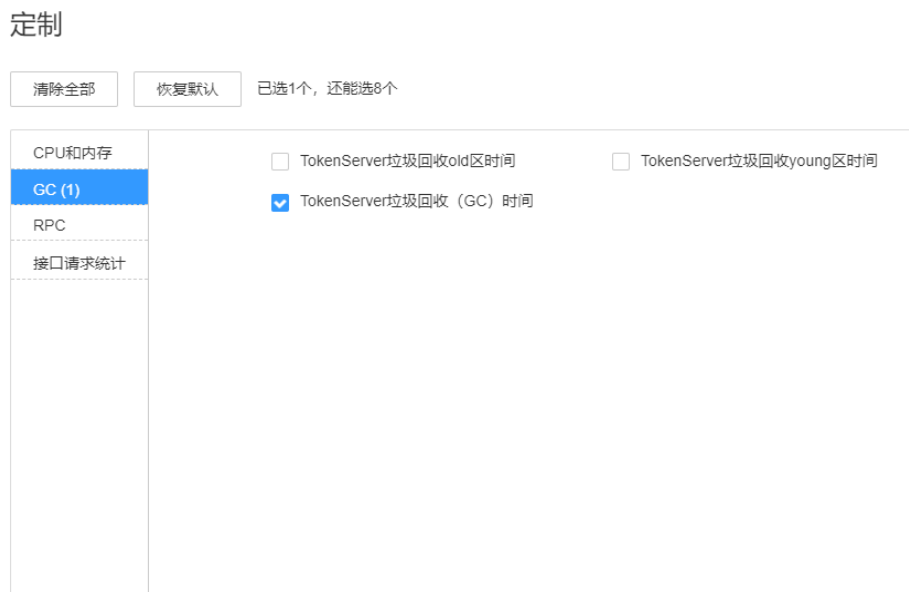 定制
清除全部 恢复默认 已选1个，还能选8个
CPU和内存
GC (1)
RPC
接口请求统计
TokenServer垃圾回收old区时间 TokenServer垃圾回收young区时间
TokenServer垃圾回收（GC）时间